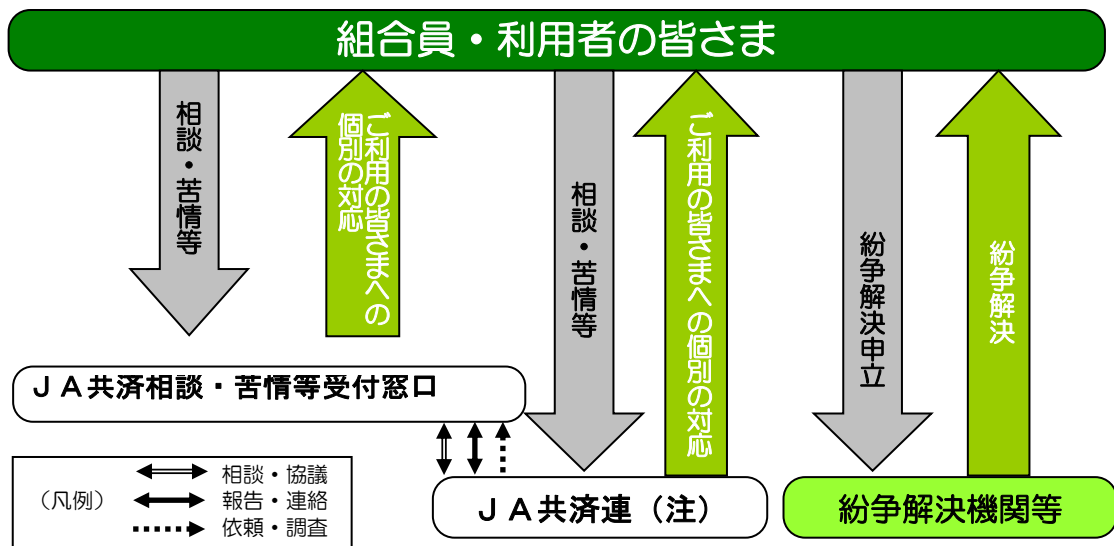 組合員・利用者の皆さま
相談・苦情等
ご利用の皆さまへの
個別の対応
相談・苦情等
ご利用の皆さまへの個別の対応
紛争解決申立
紛争解決
ＪＡ共済相談・苦情等受付窓口
ＪＡ共済連（注）
紛争解決機関等
（凡例）
相談・協議
報告・連絡
依頼・調査